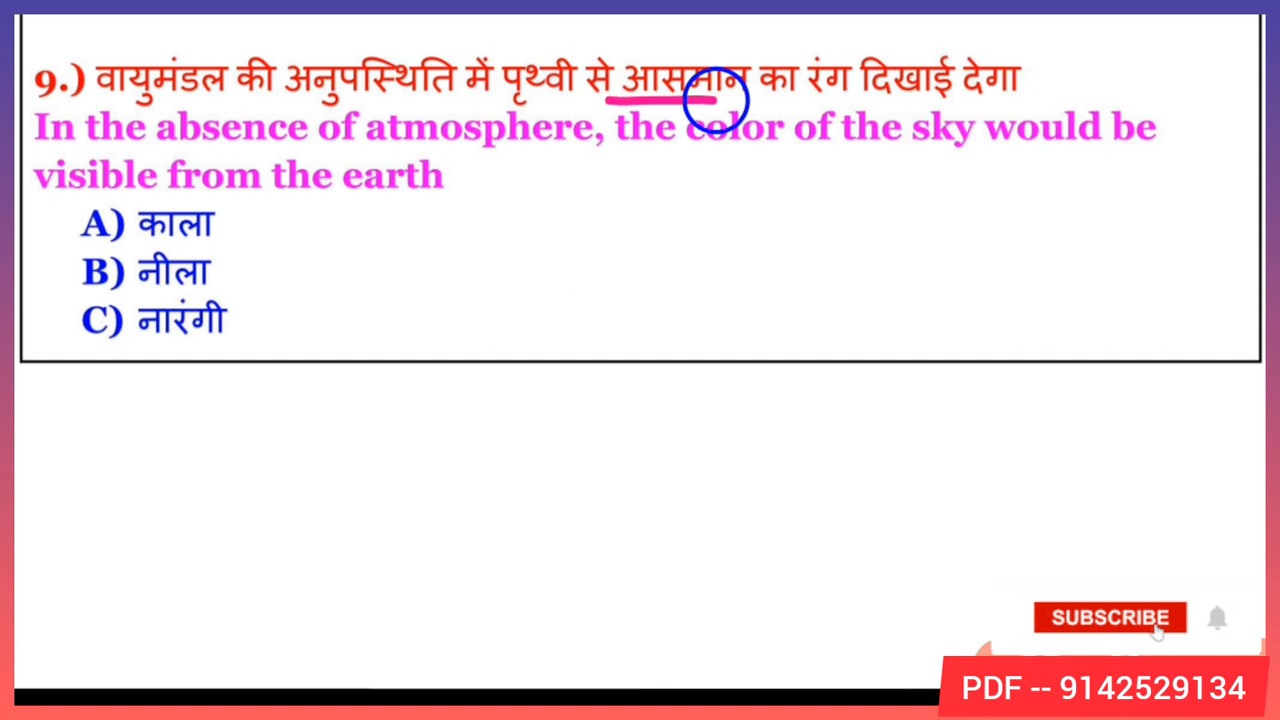 9.) वायुमंडल की अनुपस्थिति में पृथ्वी से आसमान का रंग दिखाई देगा
In the absence of atmosphere, the color of the sky would be
visible from the earth
A) काला
B) नीला
C) नारंगी
SUBSCRIBE
PDF -- 9142529134